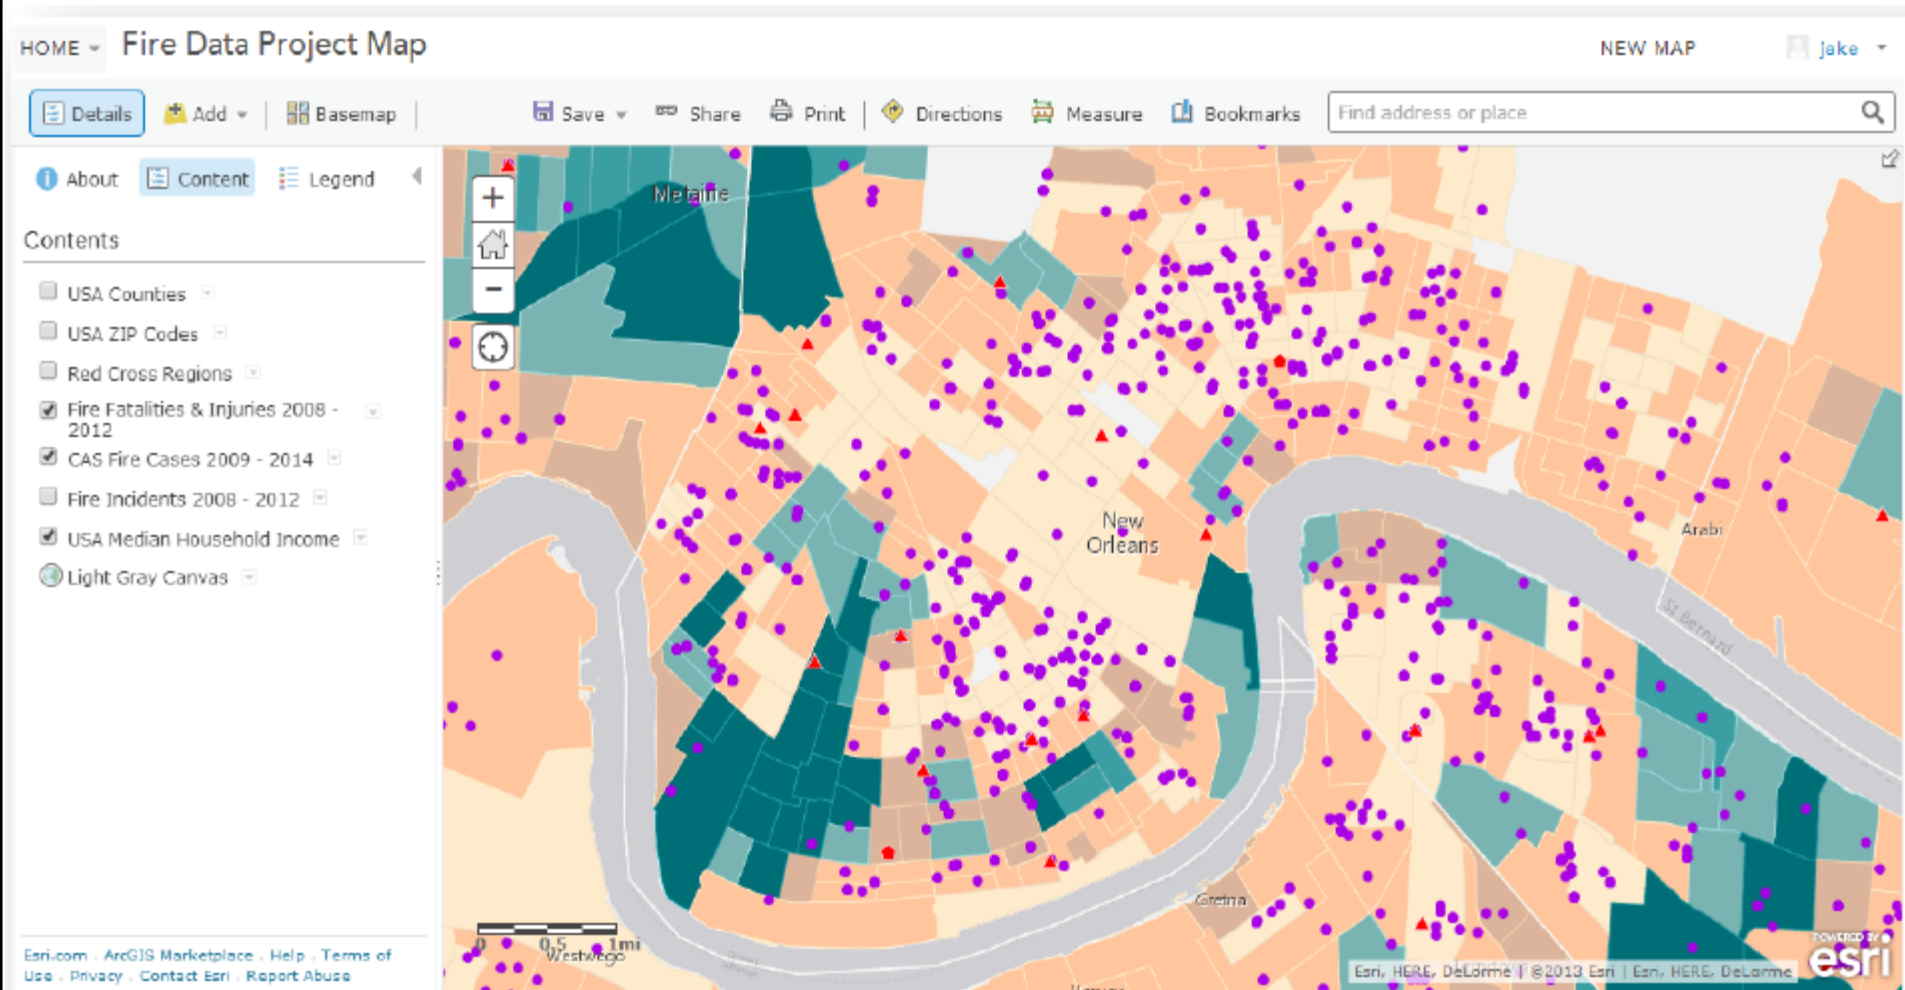 HOME
Fire Data Project Map
NEW MAP
jake
Details
Add
Basemap
Save
Share
Print
Directions
Measure
Bookmarks
Find address or place
About
Content
Legend
Contents
USA Counties
USA ZIP Codes
Red Cross Regions
Fire Fatalities & Injuries 2008 -
2012
CAS Fire Cases 2009 - 2014
Fire Incidents 2008 - 2012
USA Median Household Income
Light Gray Canvas
Esri.com . ArcGIS Marketplace . Help . Terms of
Use . Privacy . Contact Esri . Report Abuse
+
−
Metairie
New
Orleans
Arabi
St Bernard
Gretna
Westwego
0 0.5 1mi
Esri, HERE, DeLorme | ©2013 Esri | Esri, HERE, DeLorme
POWERED BY
esri